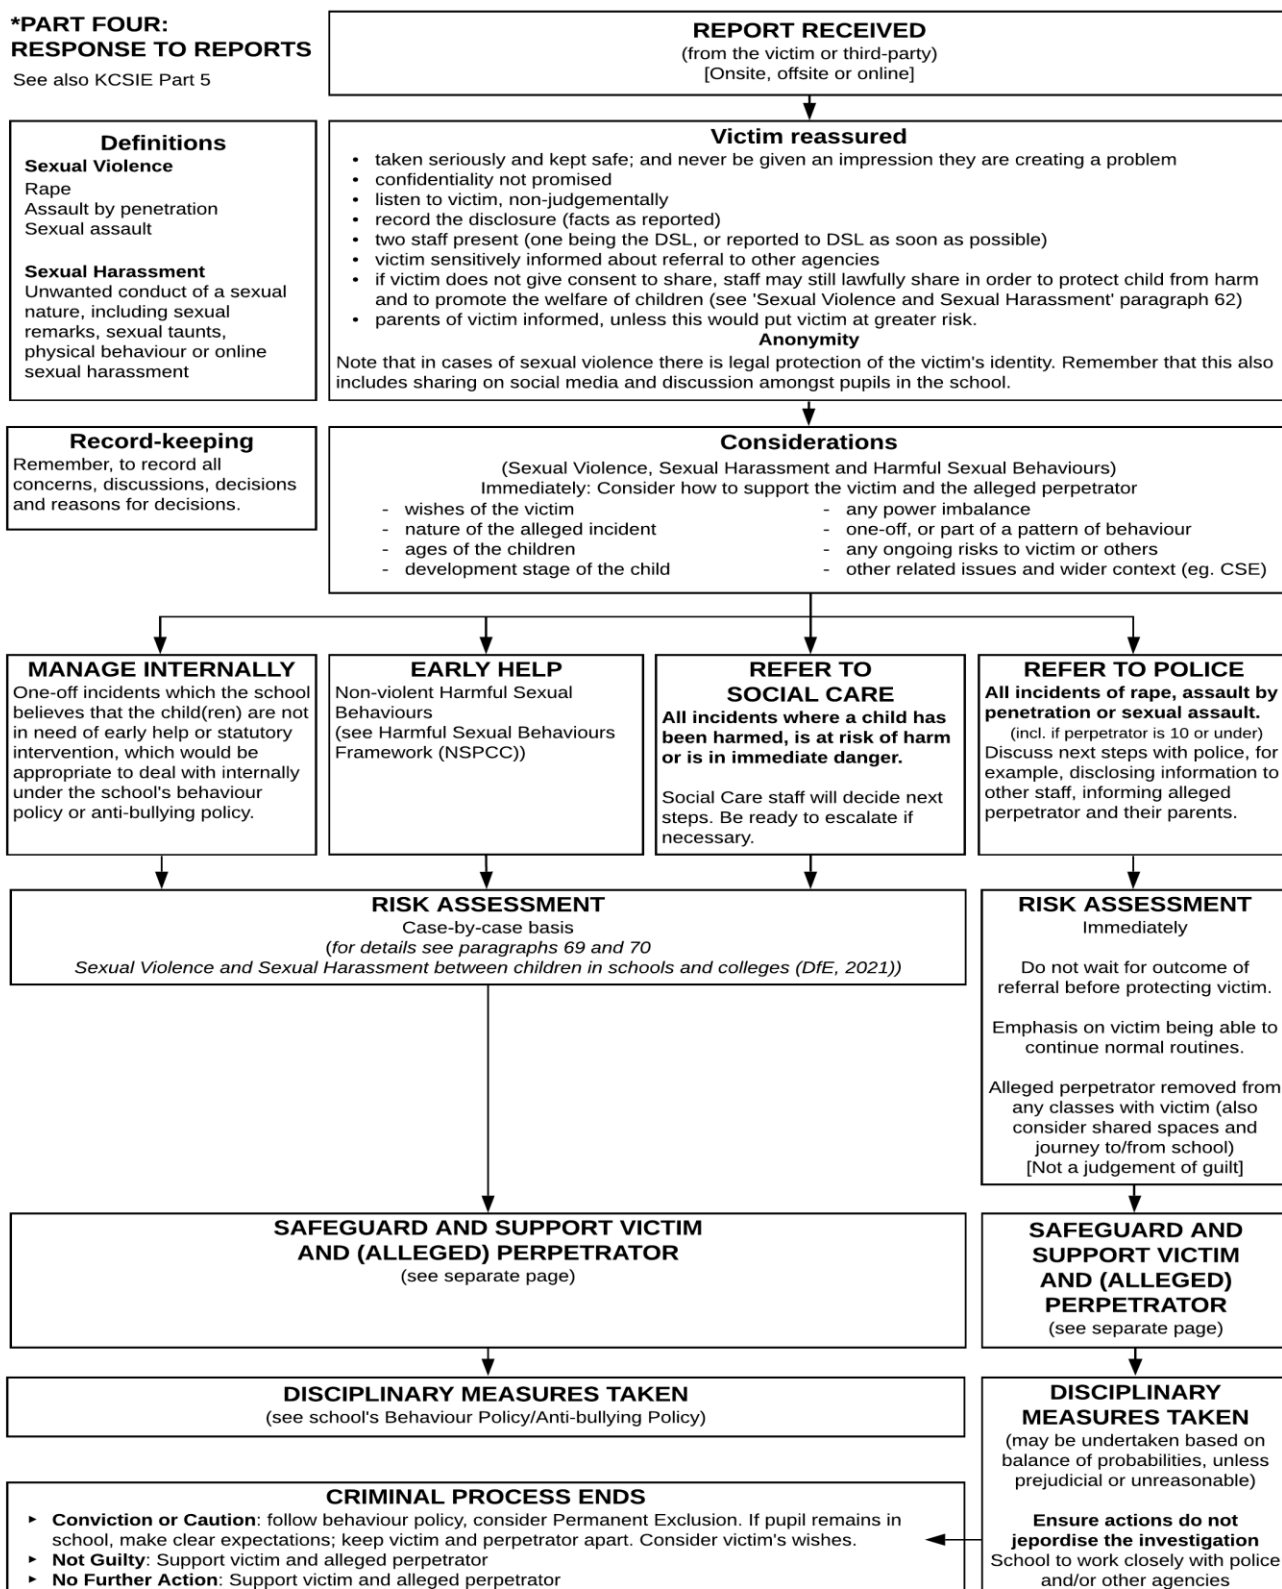 *PART FOUR:
RESPONSE TO REPORTS
See also KCSIE Part 5
REPORT RECEIVED
(from the victim or third-party)
[Onsite, offsite or online]
Definitions
Sexual Violence
Rape
Assault by penetration
Sexual assault
Sexual Harassment
Unwanted conduct of a sexual
nature, including sexual
remarks, sexual taunts,
physical behaviour or online
sexual harassment
Victim reassured
• taken seriously and kept safe; and never be given an impression they are creating a problem
• confidentiality not promised
• listen to victim, non-judgementally
• record the disclosure (facts as reported)
• two staff present (one being the DSL, or reported to DSL as soon as possible)
• victim sensitively informed about referral to other agencies
• if victim does not give consent to share, staff may still lawfully share in order to protect child from harm
and to promote the welfare of children (see 'Sexual Violence and Sexual Harassment' paragraph 62)
• parents of victim informed, unless this would put victim at greater risk.
Anonymity
Note that in cases of sexual violence there is legal protection of the victim's identity. Remember that this also
includes sharing on social media and discussion amongst pupils in the school.
Record-keeping
Remember, to record all
concerns, discussions, decisions
and reasons for decisions.
Considerations
(Sexual Violence, Sexual Harassment and Harmful Sexual Behaviours)
Immediately: Consider how to support the victim and the alleged perpetrator
- wishes of the victim
- nature of the alleged incident
- ages of the children
- development stage of the child
- any power imbalance
- one-off, or part of a pattern of behaviour
- any ongoing risks to victim or others
- other related issues and wider context (eg. CSE)
MANAGE INTERNALLY
One-off incidents which the school
believes that the child(ren) are not
in need of early help or statutory
intervention, which would be
appropriate to deal with internally
under the school's behaviour
policy or anti-bullying policy.
EARLY HELP
Non-violent Harmful Sexual
Behaviours
(see Harmful Sexual Behaviours
Framework (NSPCC))
REFER TO
SOCIAL CARE
All incidents where a child has
been harmed, is at risk of harm
or is in immediate danger.
Social Care staff will decide next
steps. Be ready to escalate if
necessary.
REFER TO POLICE
All incidents of rape, assault by
penetration or sexual assault.
(incl. if perpetrator is 10 or under)
Discuss next steps with police, for
example, disclosing information to
other staff, informing alleged
perpetrator and their parents.
RISK ASSESSMENT
Case-by-case basis
(for details see paragraphs 69 and 70
Sexual Violence and Sexual Harassment between children in schools and colleges (DfE, 2021))
RISK ASSESSMENT
Immediately
Do not wait for outcome of
referral before protecting victim.
Emphasis on victim being able to
continue normal routines.
Alleged perpetrator removed from
any classes with victim (also
consider shared spaces and
journey to/from school)
[Not a judgement of guilt]
SAFEGUARD AND SUPPORT VICTIM
AND (ALLEGED) PERPETRATOR
(see separate page)
SAFEGUARD AND
SUPPORT VICTIM
AND (ALLEGED)
PERPETRATOR
(see separate page)
DISCIPLINARY MEASURES TAKEN
(see school's Behaviour Policy/Anti-bullying Policy)
DISCIPLINARY
MEASURES TAKEN
(may be undertaken based on
balance of probabilities, unless
prejudicial or unreasonable)
Ensure actions do not
jepordise the investigation
School to work closely with police
and/or other agencies
CRIMINAL PROCESS ENDS
▸ Conviction or Caution: follow behaviour policy, consider Permanent Exclusion. If pupil remains in
school, make clear expectations; keep victim and perpetrator apart. Consider victim's wishes.
▸ Not Guilty: Support victim and alleged perpetrator
▸ No Further Action: Support victim and alleged perpetrator